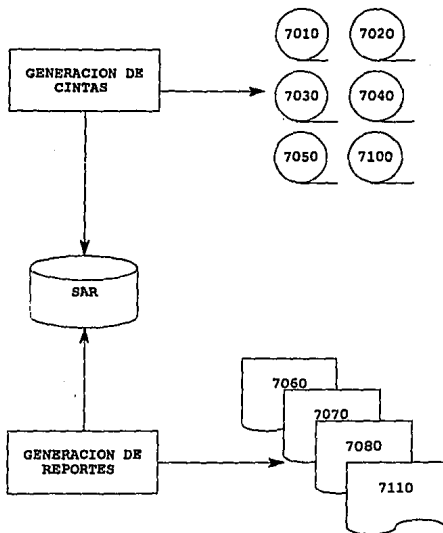 7010 7020
GENERACION DE
CINTAS
7030 7040
7050 7100
SAR
7060
7070
7080
GENERACION DE
REPORTES
7110